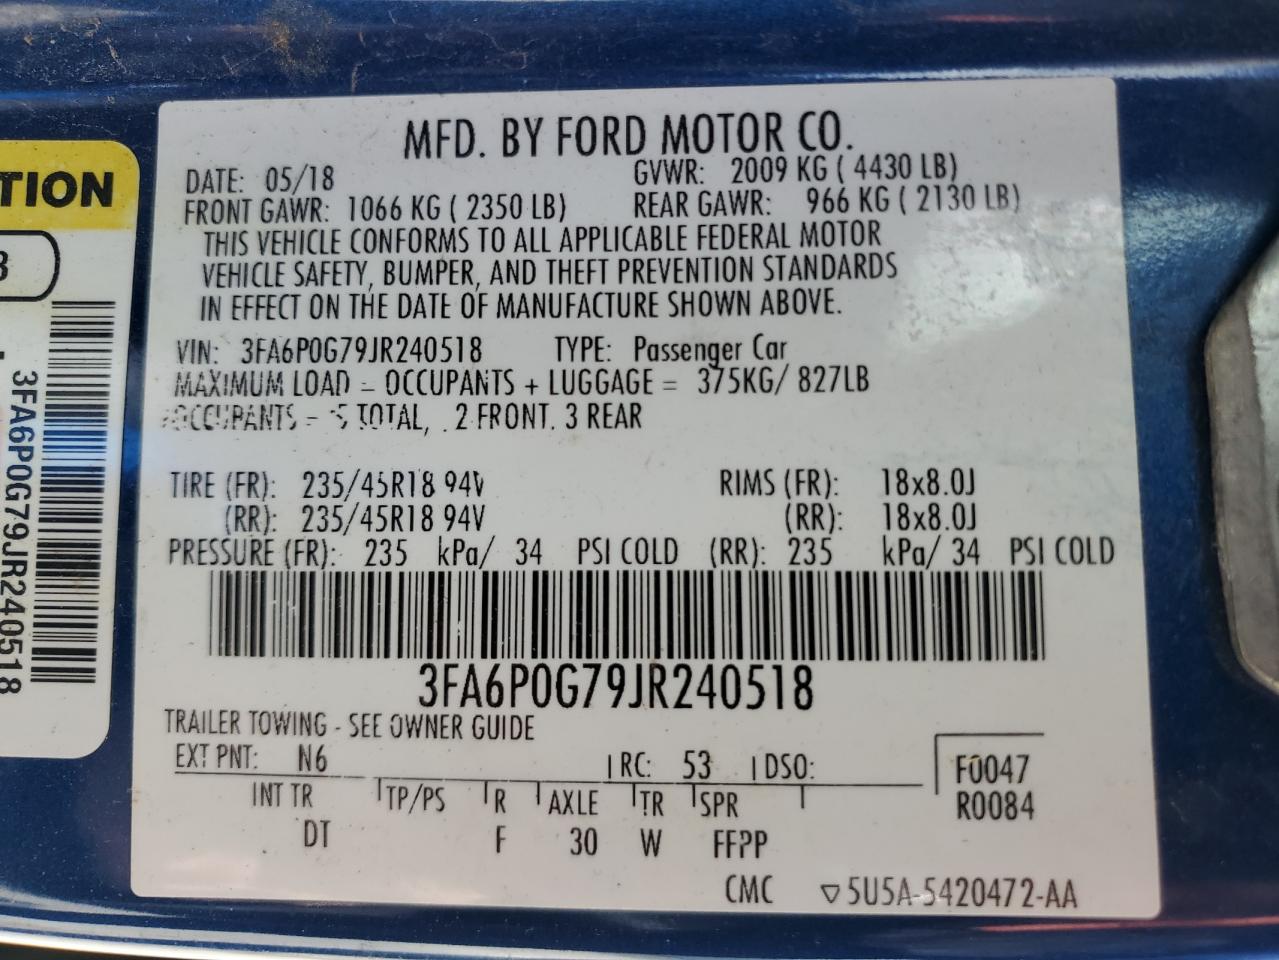 MFD. BY FORD MOTOR CO.
DATE: 05/18 GVWR: 2009 KG ( 4430 LB)
FRONT GAWR: 1066 KG ( 2350 LB) REAR GAWR: 966 KG ( 2130 LB)
THIS VEHICLE CONFORMS TO ALL APPLICABLE FEDERAL MOTOR
VEHICLE SAFETY, BUMPER, AND THEFT PREVENTION STANDARDS
IN EFFECT ON THE DATE OF MANUFACTURE SHOWN ABOVE.
VIN: 3FA6P0G79JR240518 TYPE: Passenger Car
MAXIMUM LOAD = OCCUPANTS + LUGGAGE = 375KG/ 827LB
OCCUPANTS = 5 TOTAL, 2 FRONT. 3 REAR
TIRE (FR): 235/45R18 94V RIMS (FR): 18x8.0J
(RR): 235/45R18 94V (RR): 18x8.0J
PRESSURE (FR): 235 kPa/ 34 PSI COLD (RR): 235 kPa/ 34 PSI COLD
3FA6P0G79JR240518
TRAILER TOWING - SEE OWNER GUIDE
EXT PNT: N6 RC: 53 DSO: F0047
INT TR TP/PS R AXLE TR SPR R0084
DT F 30 W FFPP
CMC ▽5U5A-5420472-AA
TION
3
3FA6P0G79JR240518